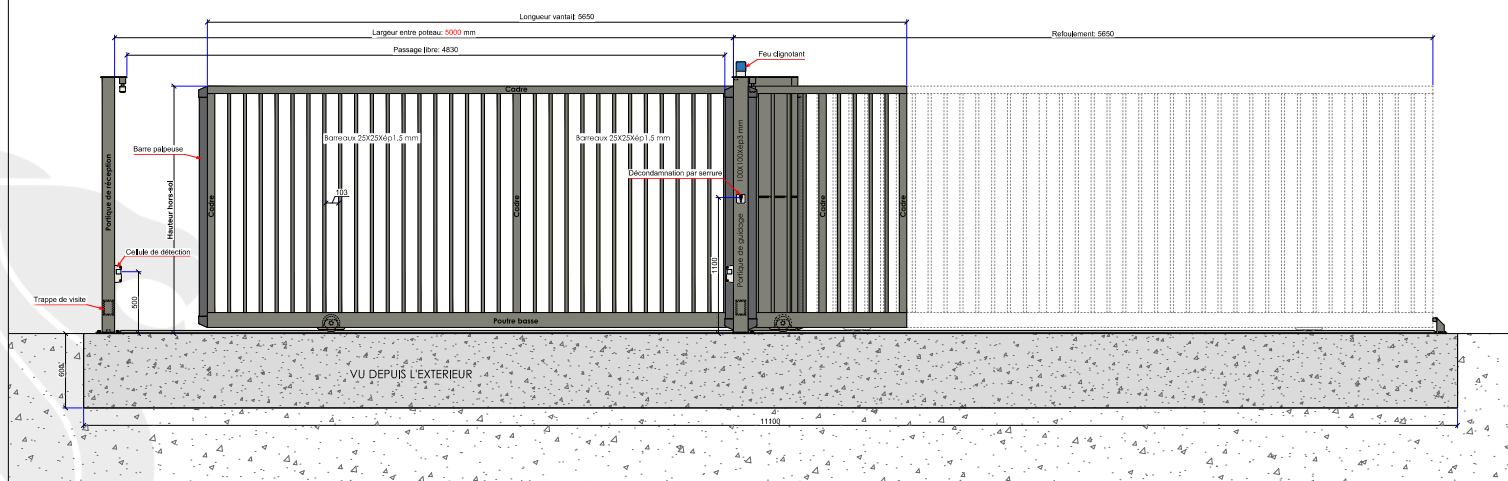 Longueur vantail: 5650
Largeur entre poteau: 5000 mm
Refoulement: 5650
Passage libre: 4830
Feu clignotant
Cadre
Barreaux 25X25Xép1.5 mm
Barreaux 25X25Xép1.5 mm
100X100Xép3 mm
Barre palpeuse
Portique de réception
Hauteur hors-sol
Décondamnation par serrure
103
Cadre
Cadre
Cadre
Cadre
Portique de guidage
Cellule de détection
1100
500
Trappe de visite
Poutre basse
600
VU DEPUIS L'EXTERIEUR
11100